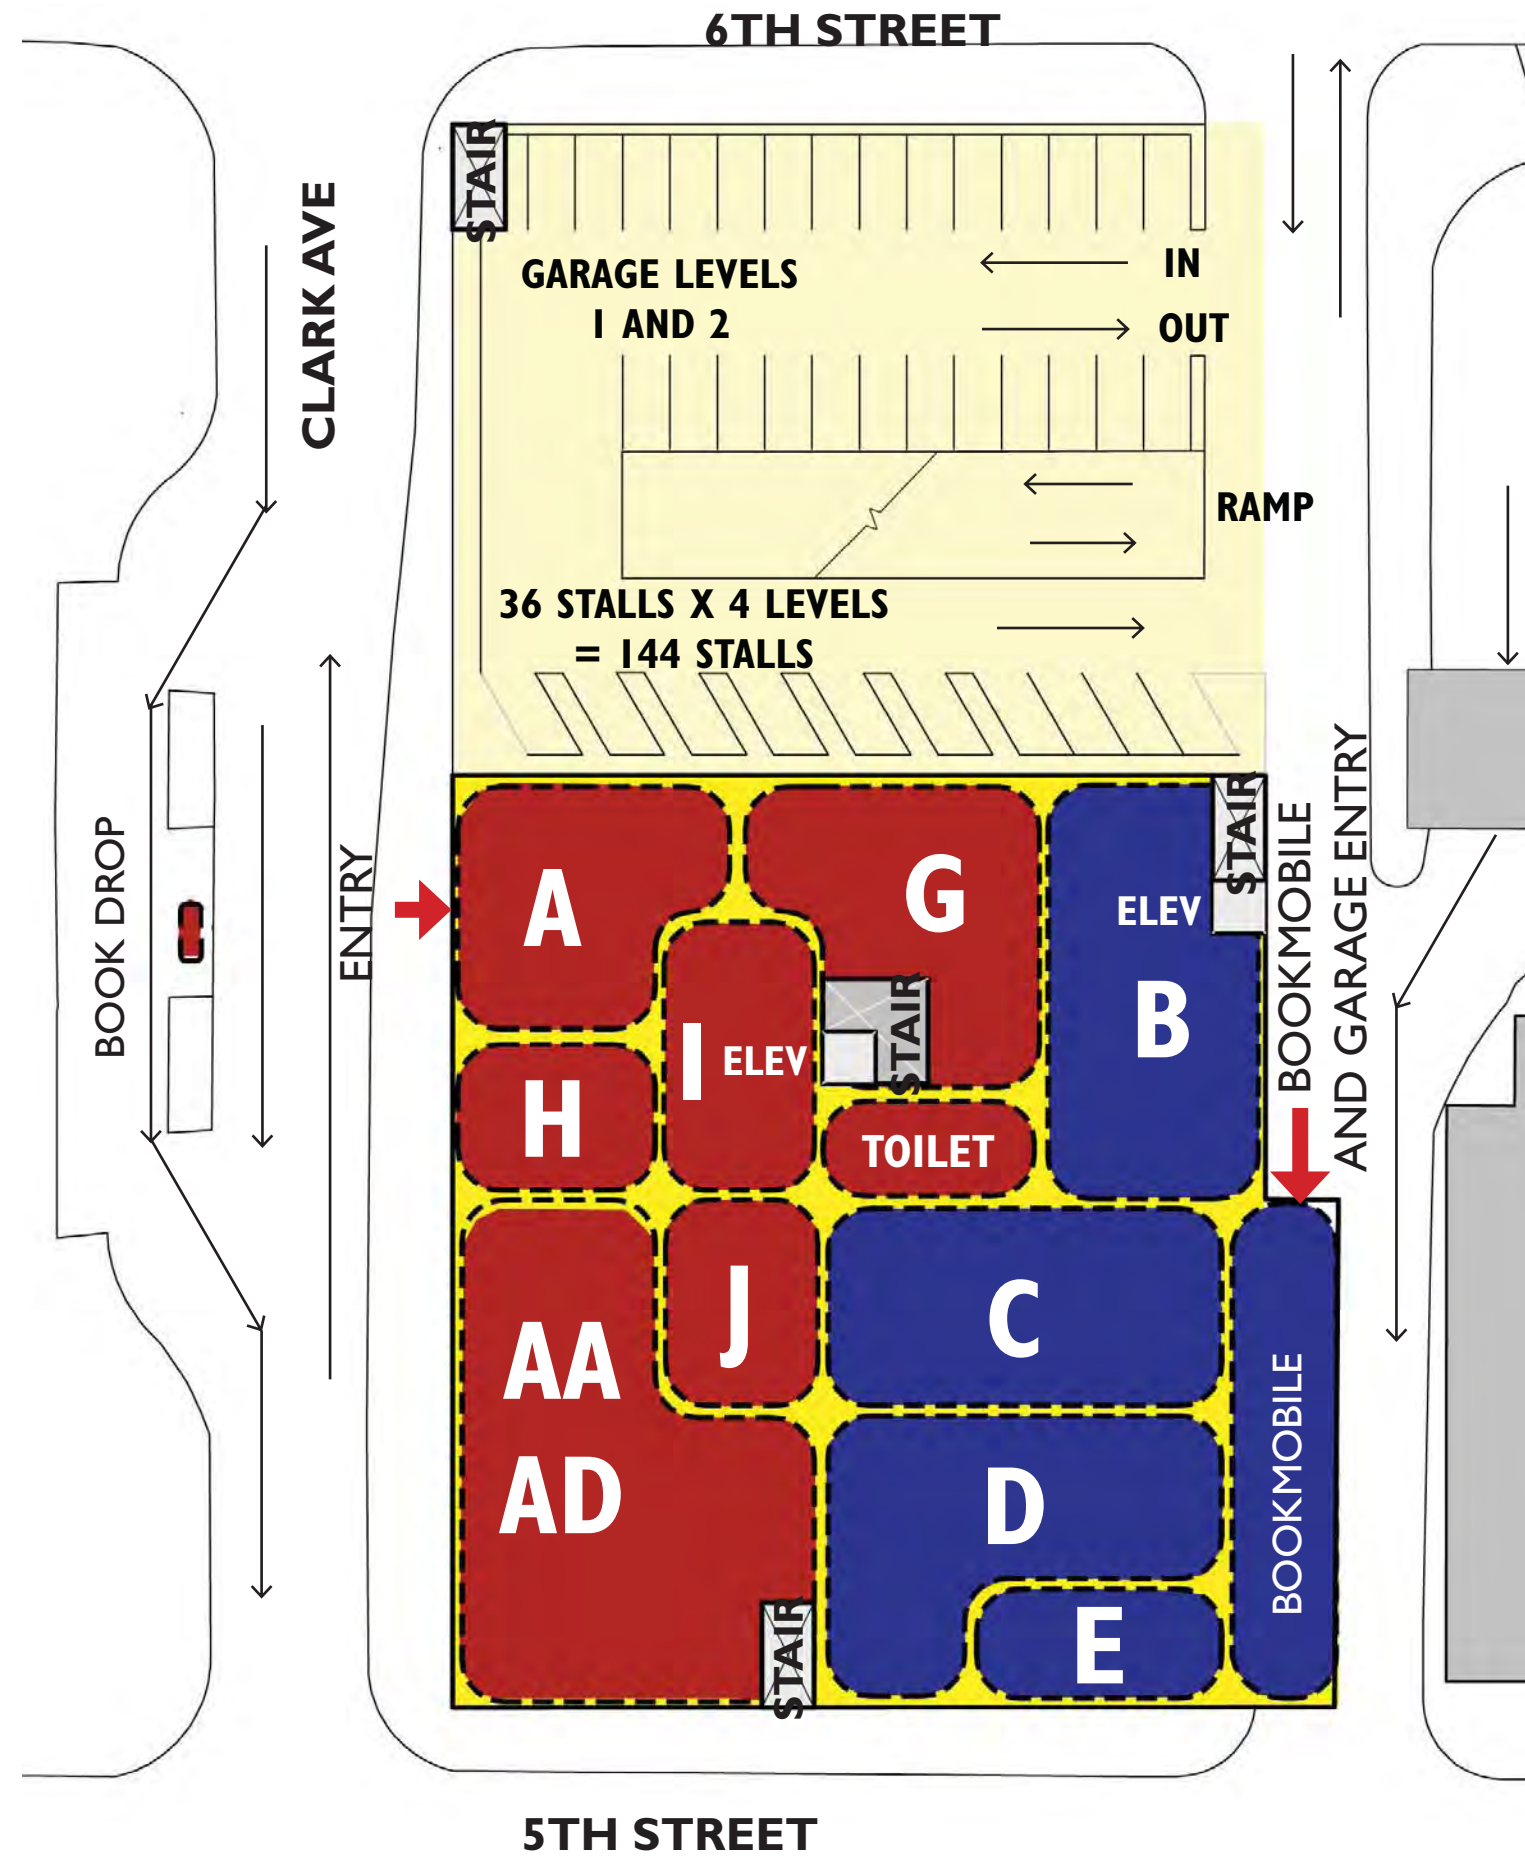 6TH STREET
STAIR
CLARK AVE
GARAGE LEVELS
1 AND 2
IN
OUT
RAMP
36 STALLS X 4 LEVELS
= 144 STALLS
BOOK DROP
ENTRY
A
G
STAIR
ELEV
B
BOOKMOBILE
AND GARAGE ENTRY
I
ELEV
STAIR
H
TOILET
J
C
AA
AD
D
BOOKMOBILE
E
STAIR
5TH STREET